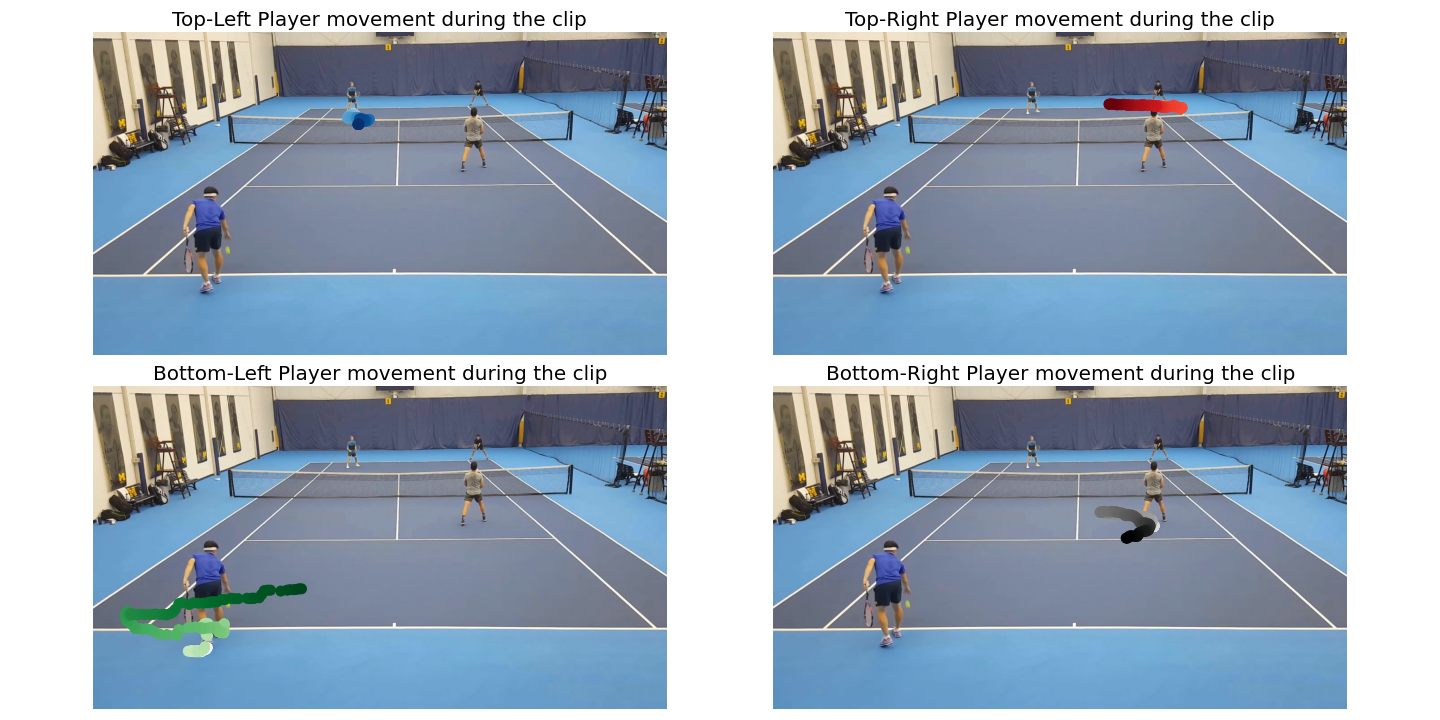 Top-Left Player movement during the clip
Top-Right Player movement during the clip
Bottom-Left Player movement during the clip
Bottom-Right Player movement during the clip